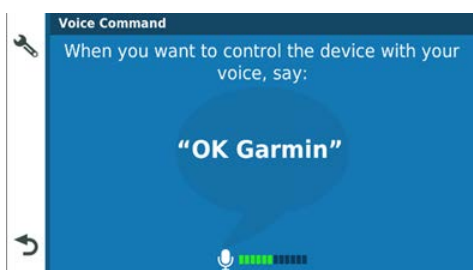 Voice Command
When you want to control the device with your
voice, say:
“OK Garmin”